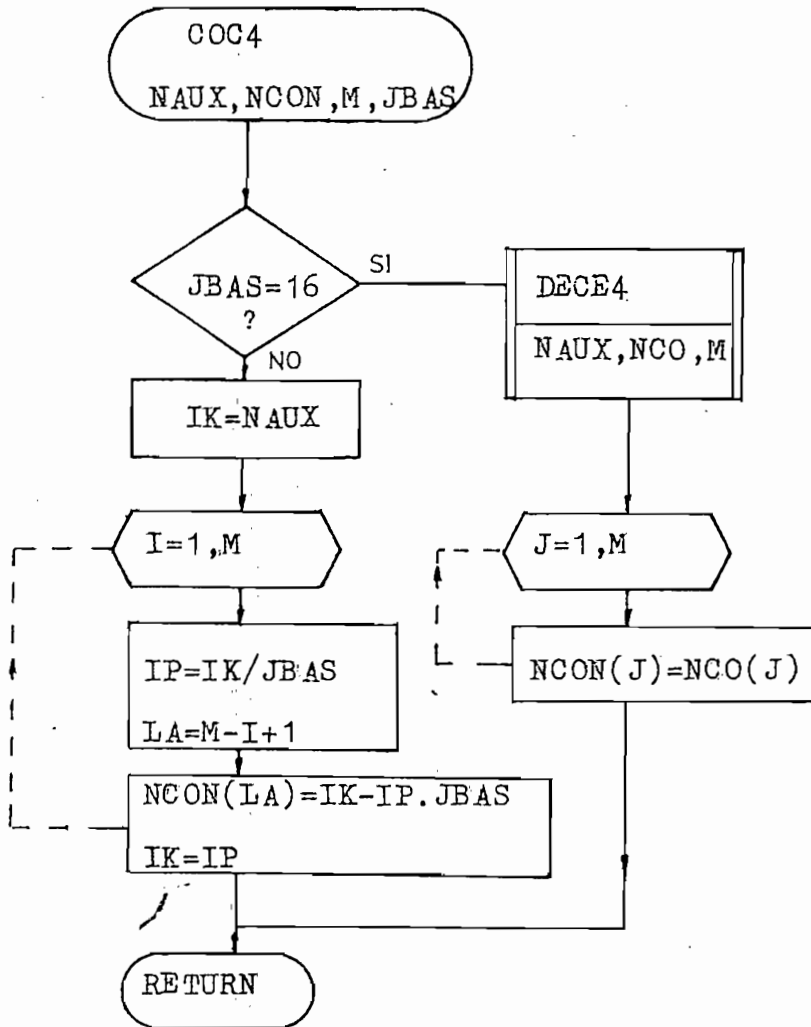 COC4
NAUX,NCON,M,JBAS
JBAS=16
?
SI
NO
DECE4
NAUX,NCO,M
IK=NAUX
I=1,M
J=1,M
IP=IK/JBAS
LA=M-I+1
NCON(J)=NCO(J)
NCON(LA)=IK-IP.JBAS
IK=IP
RETURN